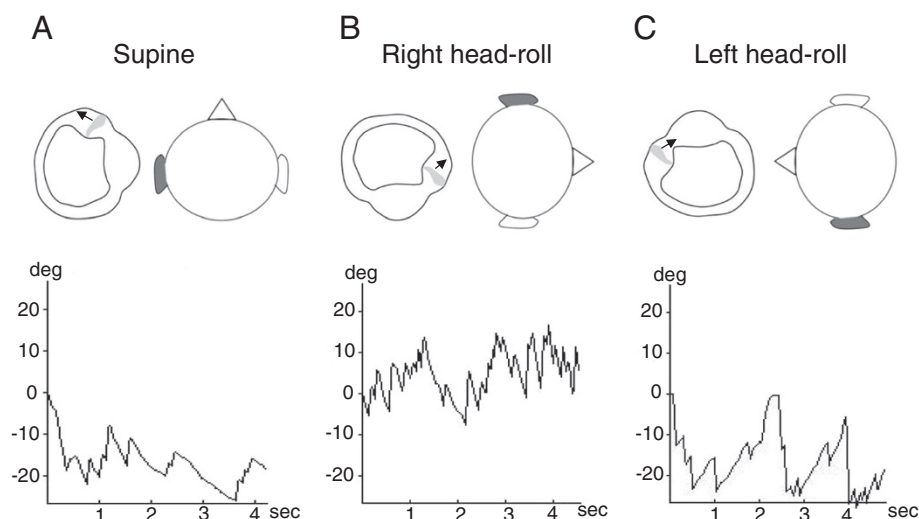 A
Supine
B
Right head-roll
C
Left head-roll
deg
20
10
0
-10
-20
1 2 3 4 sec
deg
20
10
0
-10
-20
1 2 3 4 sec
deg
20
10
0
-10
-20
1 2 3 4 sec